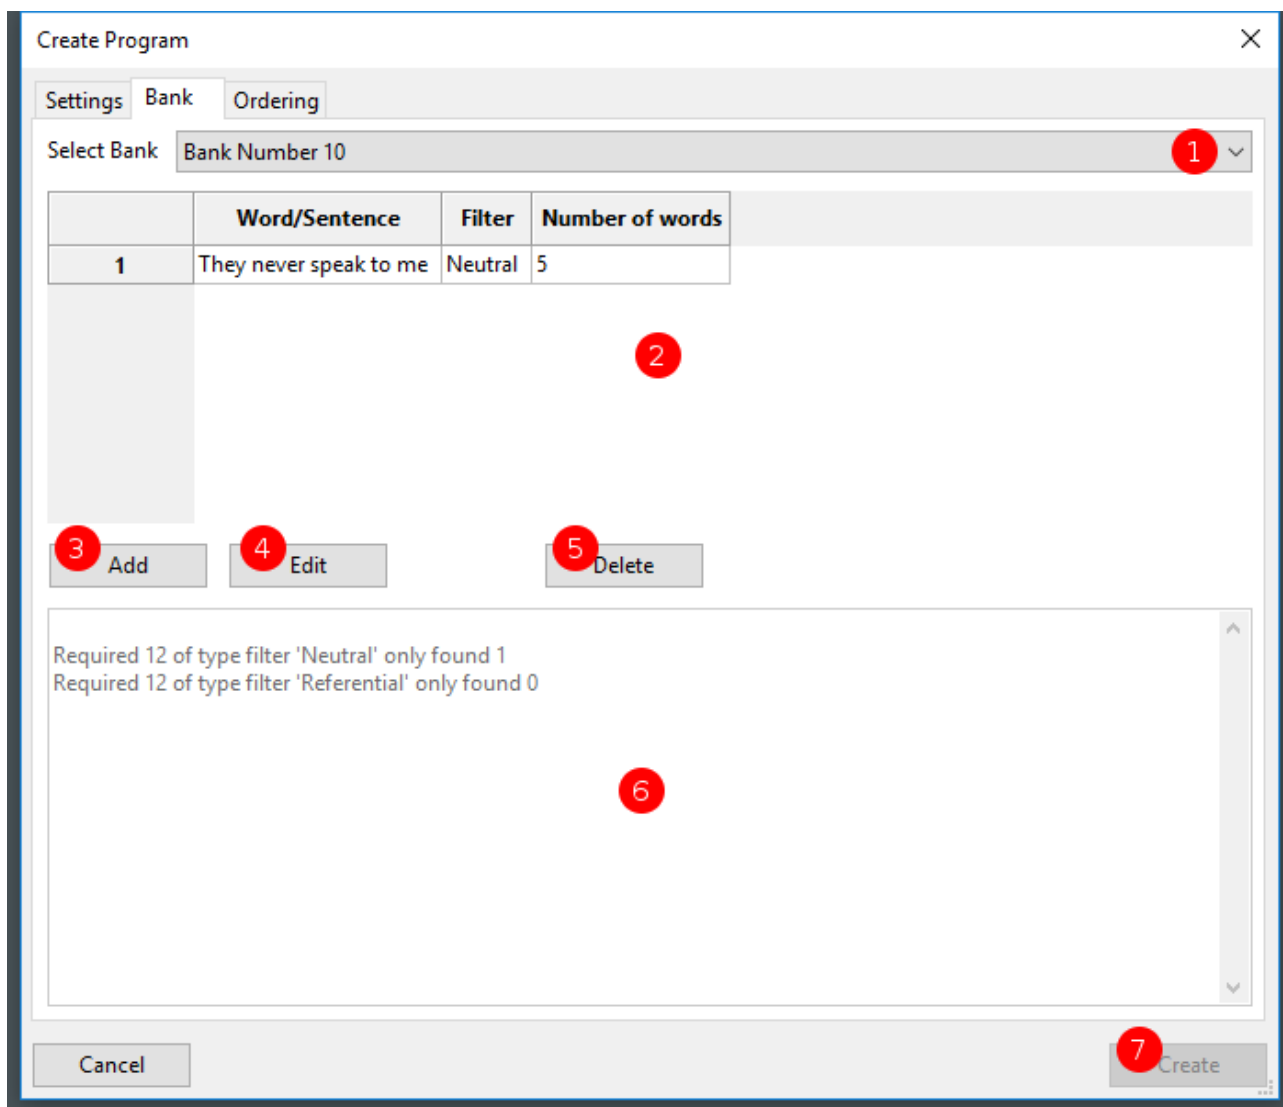 Create Program
Settings Bank Ordering
Select Bank Bank Number 10 1
Word/Sentence Filter Number of words
1 They never speak to me Neutral 5
2
3 Add 4 Edit 5 Delete
Required 12 of type filter 'Neutral' only found 1
Required 12 of type filter 'Referential' only found 0
6
Cancel 7 Create